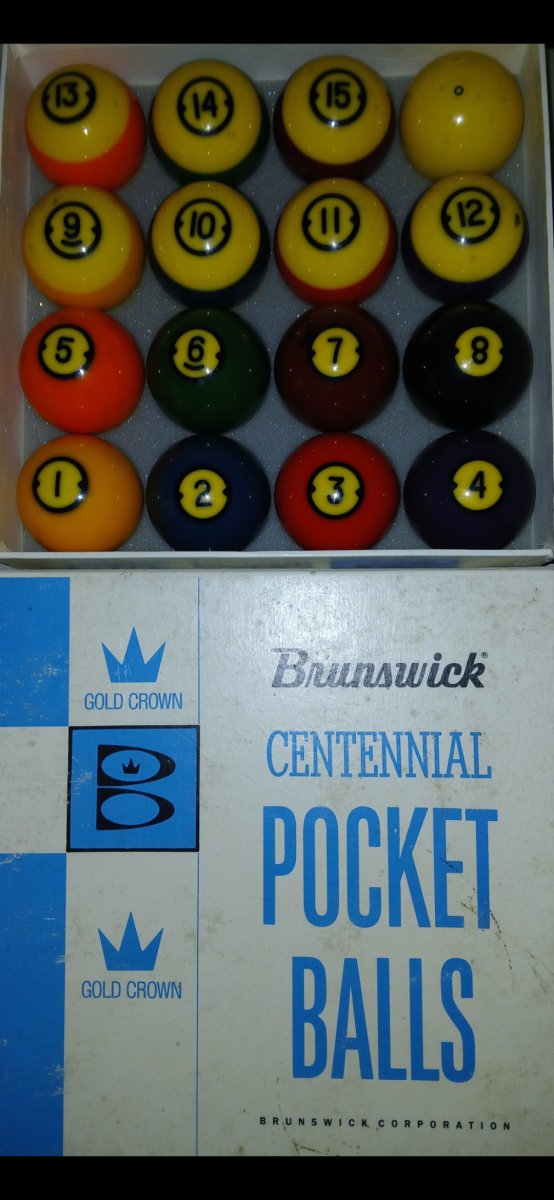 13 14 15
9 10 11 12
5 6 7 8
1 2 3 4
GOLD CROWN
Brunswick®
CENTENNIAL
POCKET
BALLS
B
GOLD CROWN
BRUNSWICK CORPORATION